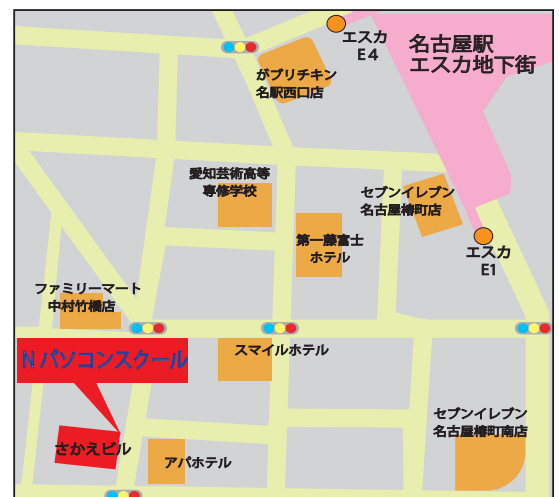 エスカ
E4
名古屋駅
エスカ地下街
がブリチキン
名駅西口店
愛知芸術高等
専修学校
セブンイレブン
名古屋椿町店
第一藤富士
ホテル
エスカ
E1
ファミリーマート
中村竹橋店
Nパソコンスクール
スマイルホテル
セブンイレブン
名古屋椿町南店
さかえビル
アパホテル